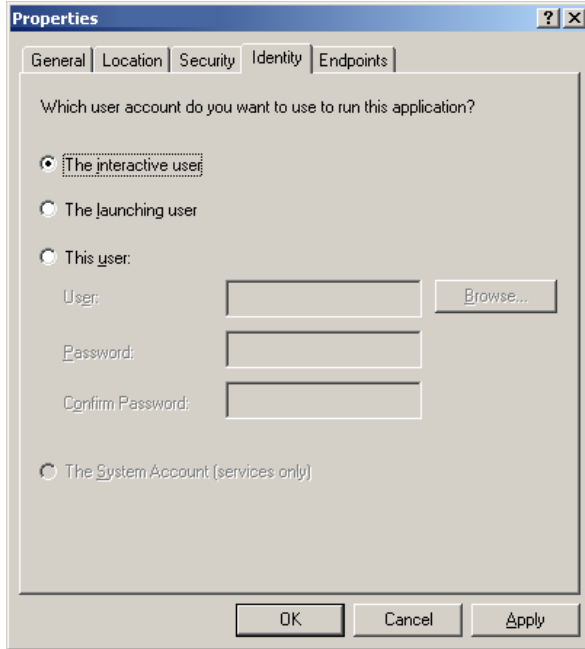 Properties
General Location Security Identity Endpoints
Which user account do you want to use to run this application?
The interactive user
The launching user
This user:
User:
Browse...
Password:
Confirm Password:
The System Account (services only)
OK Cancel Apply